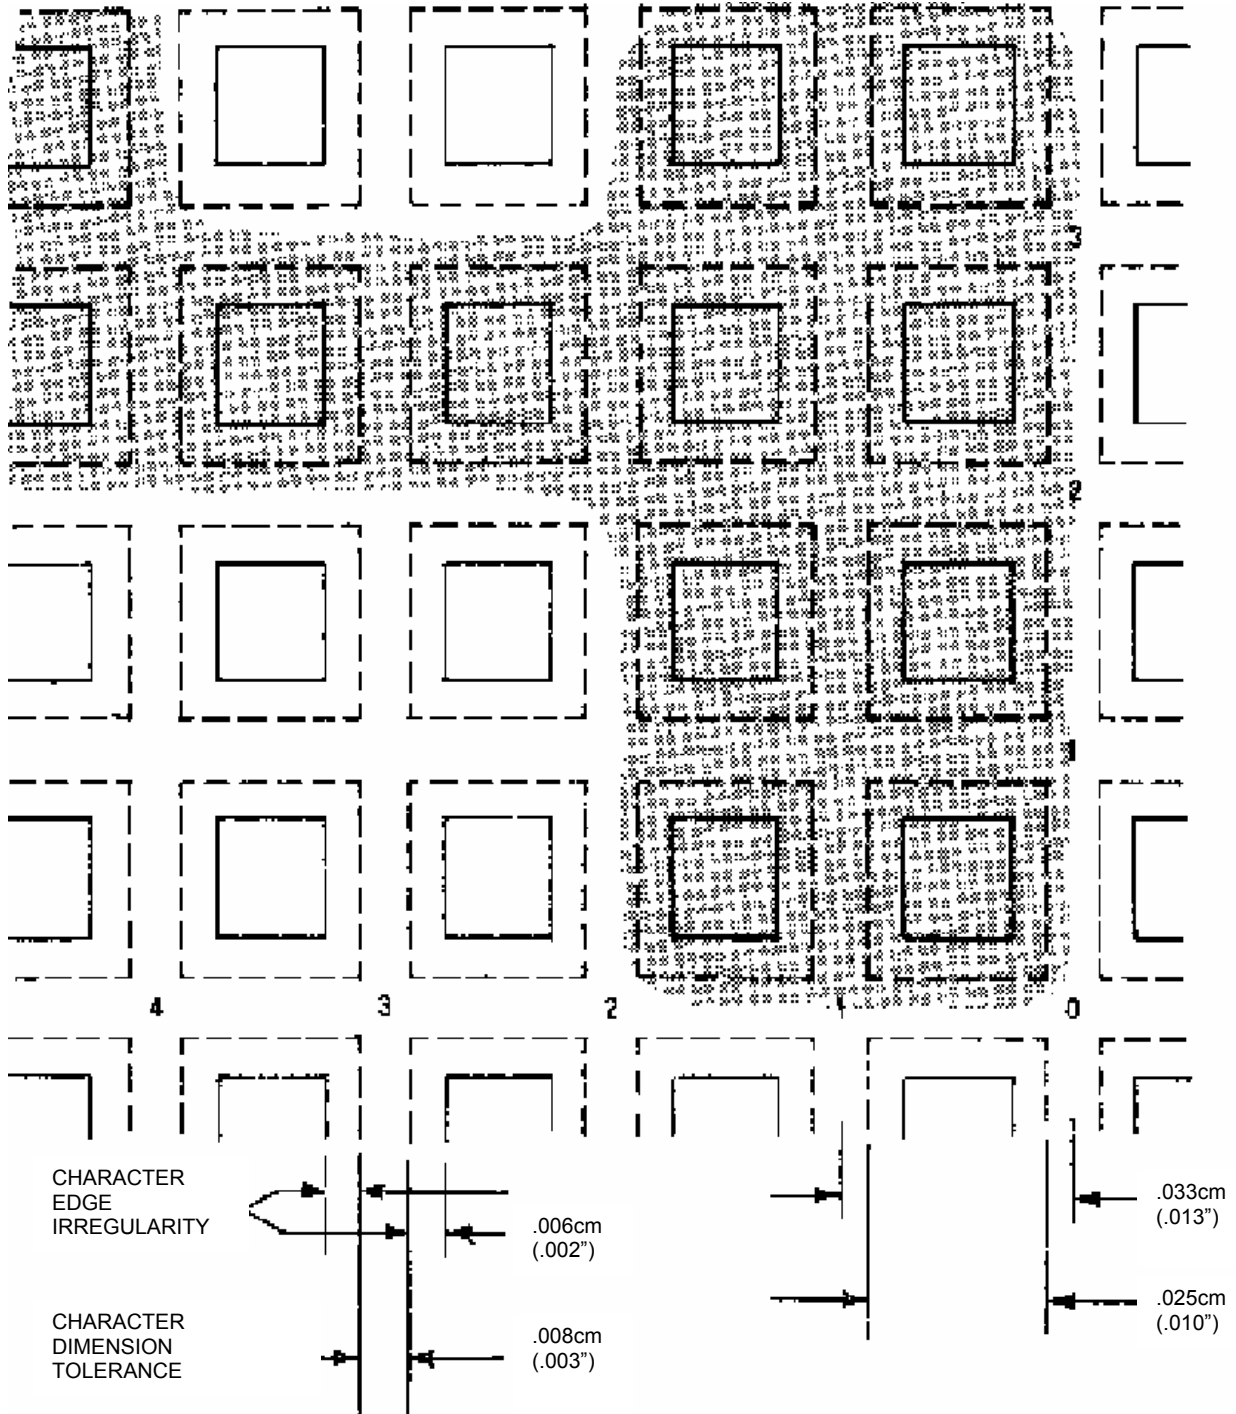 3
2
1
4 3 2 1 0
CHARACTER
EDGE
IRREGULARITY
.006cm
(.002”)
.033cm
(.013”)
.025cm
(.010”)
CHARACTER
DIMENSION
TOLERANCE
.008cm
(.003”)